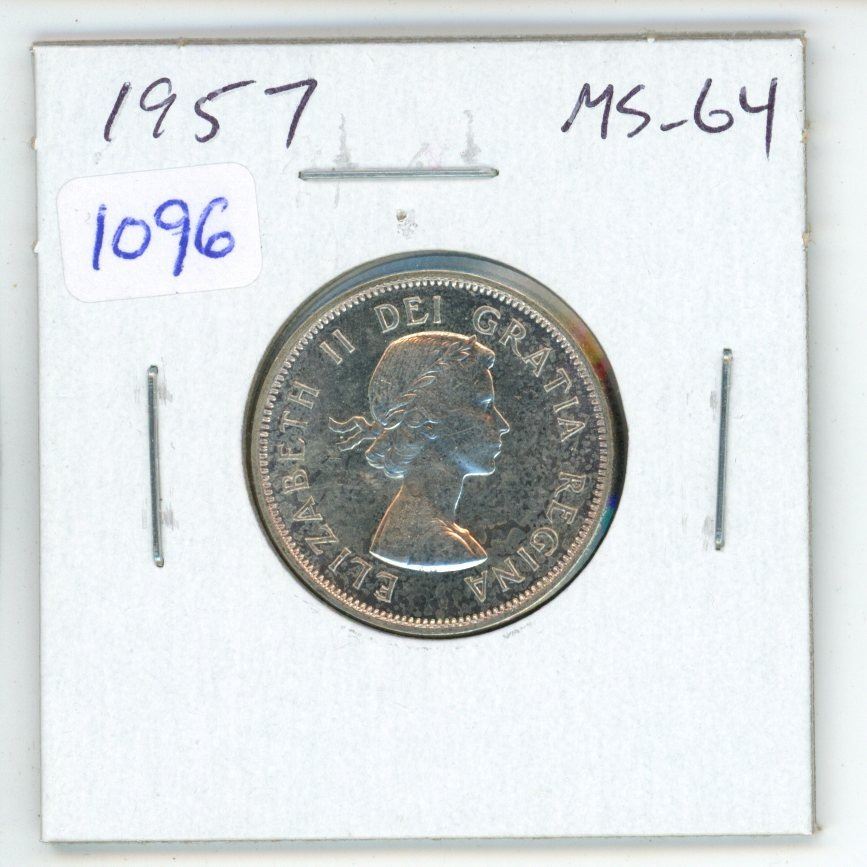 1957 MS-64
1096
ELIZABETH II DEI GRATIA REGINA